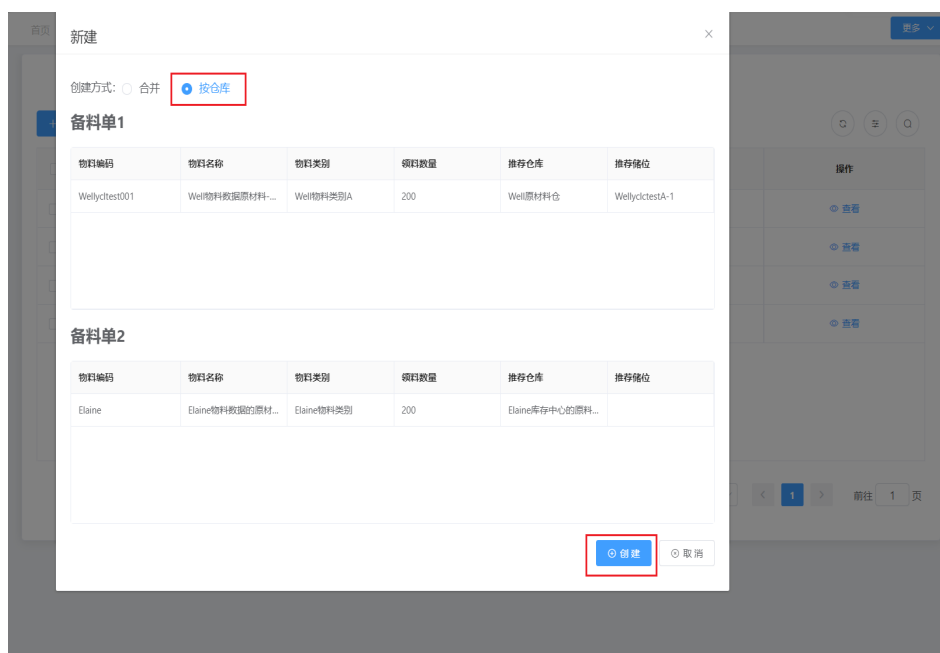 首页
更多
新建
创建方式: 合并 按仓库
备料单1
物料编码 物料名称 物料类别 领料数量 推荐仓库 推荐储位
操作
Wellycltest001 Well物料数据原材料-... Well物料类别A 200 Well原材料仓 WellyclctestA-1
查看
查看
查看
查看
备料单2
物料编码 物料名称 物料类别 领料数量 推荐仓库 推荐储位
Elaine Elaine物料数据的原材... Elaine物料类别 200 Elaine库存中心的原料...
1 前往 1 页
创建 取消